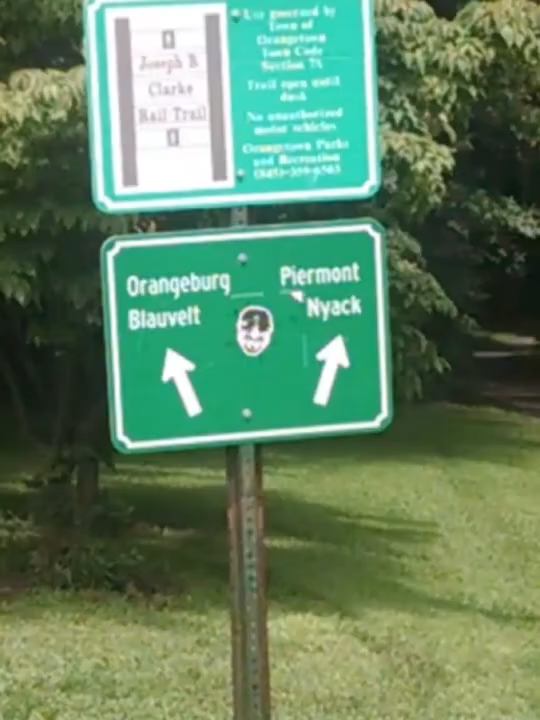 Joseph B
Clarke
Rail Trail
Use governed by
Town of
Orangetown
Town Code
Section 7A
Trail open until
dusk
No unauthorized
motor vehicles
Orangetown Parks
and Recreation
Orangeburg
Blauvelt
Piermont
Nyack